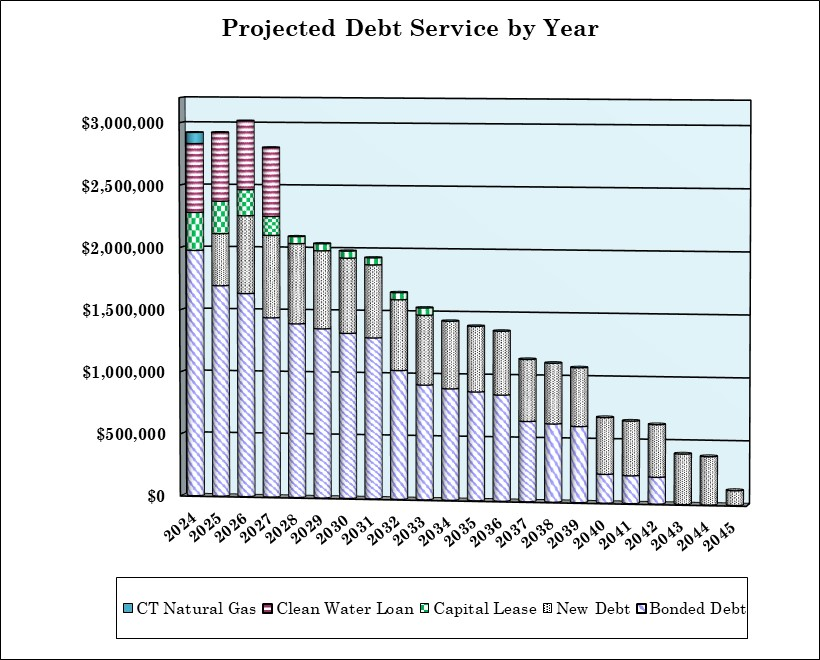 Projected Debt Service by Year
$3,000,000
$2,500,000
$2,000,000
$1,500,000
$1,000,000
$500,000
$0
2024 2025 2026 2027 2028 2029 2030 2031 2032 2033 2034 2035 2036 2037 2038 2039 2040 2041 2042 2043 2044 2045
CT Natural Gas Clean Water Loan Capital Lease New Debt Bonded Debt